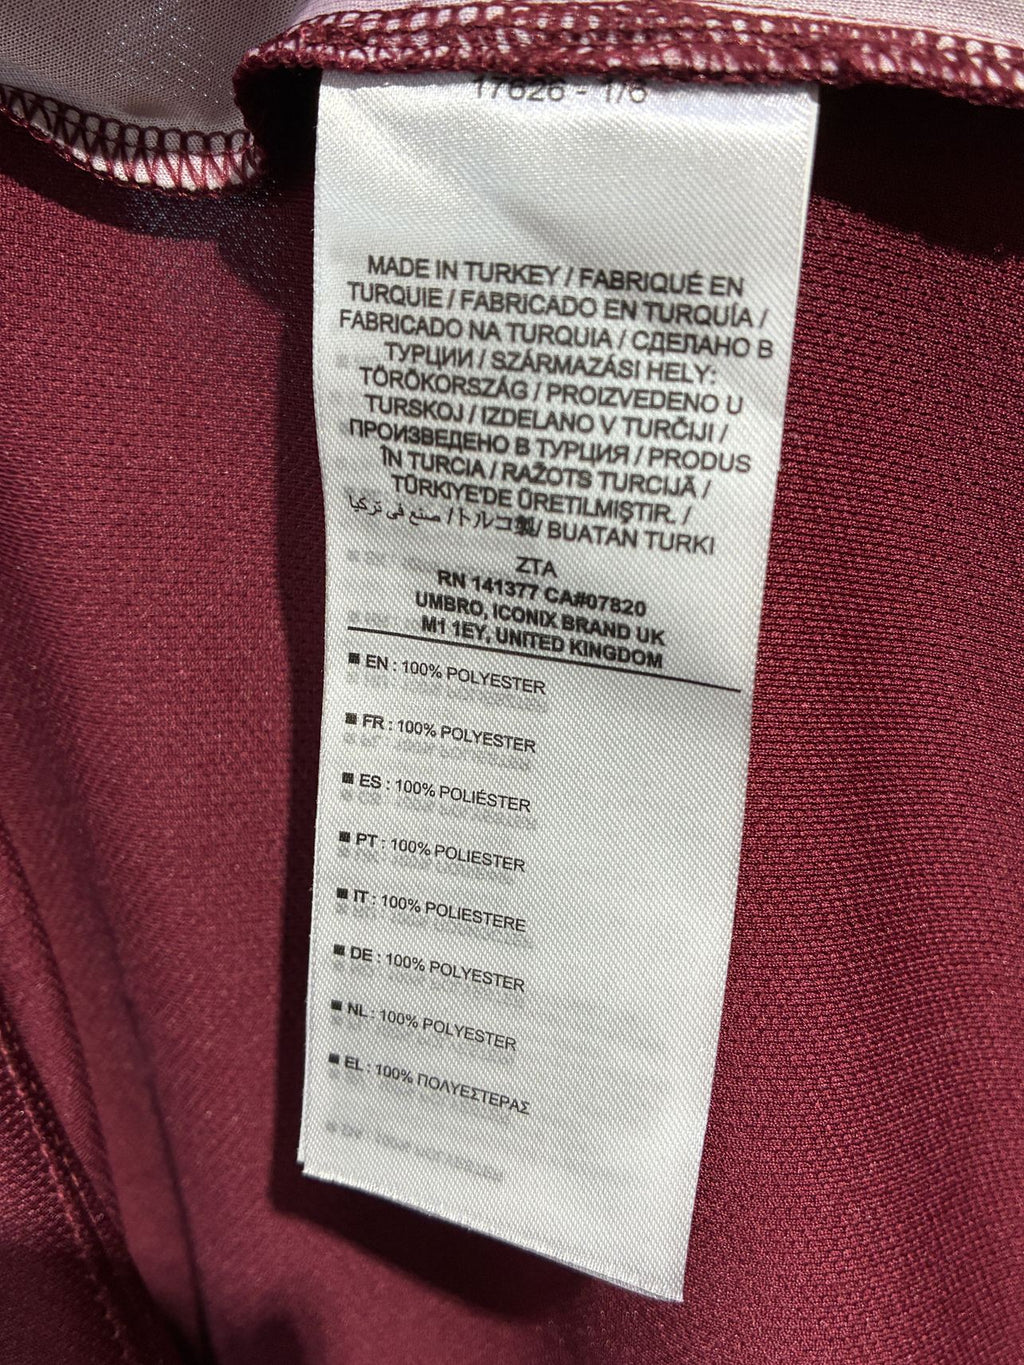 17626 - 1/6
MADE IN TURKEY / FABRIQUÉ EN
TURQUIE / FABRICADO EN TURQUÍA /
FABRICADO NA TURQUIA / СДЕЛАНО В
ТУРЦИИ / SZÁRMAZÁSI HELY:
TÖRÖKORSZÁG / PROIZVEDENO U
TURSKOJ / IZDELANO V TURČIJI /
ПРОИЗВЕДЕНО В ТУРЦИЯ / PRODUS
ÎN TURCIA / RAŽOTS TURCIJĀ /
TÜRKIYE'DE ÜRETILMIŞTIR. /
صنع في تركيا / トルコ製/ BUATAN TURKI
ZTA
RN 141377 CA#07820
UMBRO, ICONIX BRAND UK
M1 1EY, UNITED KINGDOM
■ EN : 100% POLYESTER
■ FR : 100% POLYESTER
■ ES : 100% POLIÉSTER
■ PT : 100% POLIESTER
■ IT : 100% POLIESTERE
■ DE : 100% POLYESTER
■ NL : 100% POLYESTER
■ EL : 100% ΠΟΛΥΕΣΤΕΡΑΣ